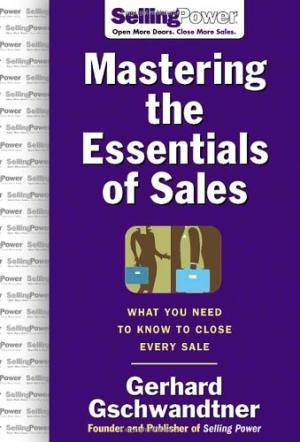 SellingPower
Open More Doors. Close More Sales.
Mastering
the
Essentials
of Sales
WHAT YOU NEED
TO KNOW TO CLOSE
EVERY SALE
Gerhard
Gschwandtner
Founder and Publisher of Selling Power